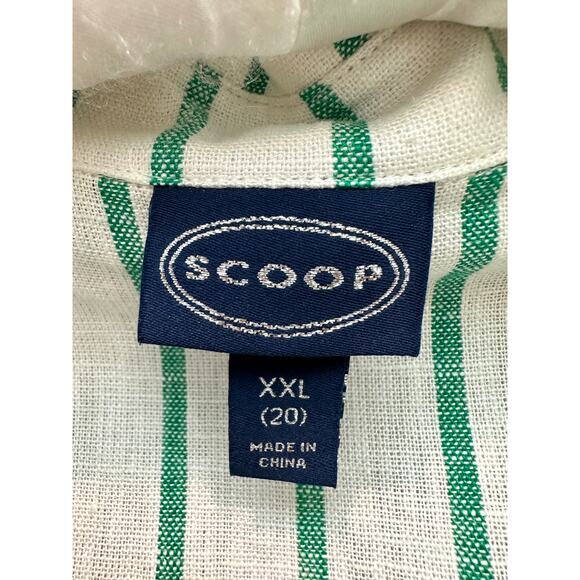 SCOOP
XXL
(20)
MADE IN
CHINA